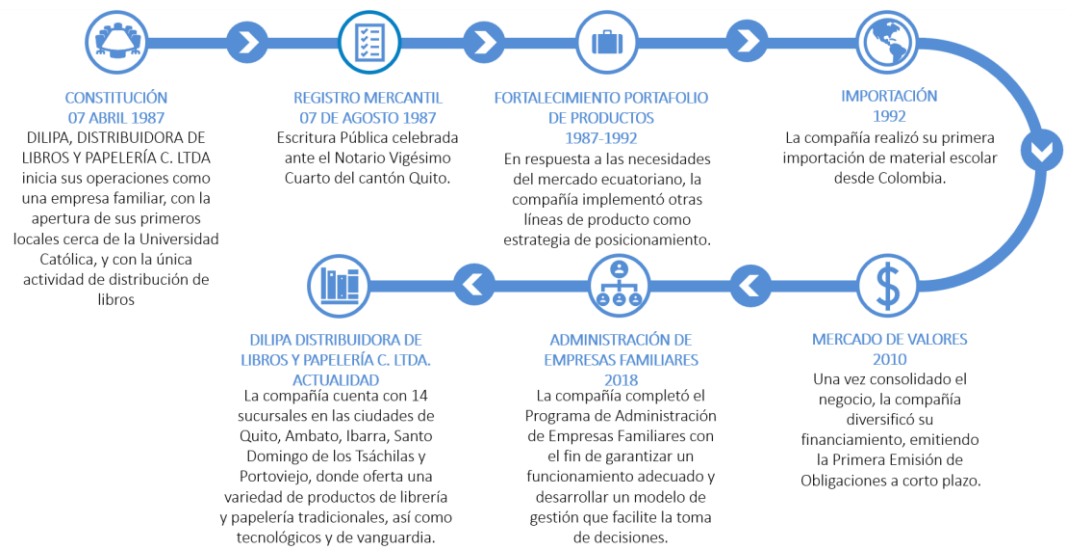 CONSTITUCIÓN
07 ABRIL 1987
DILIPA, DISTRIBUIDORA DE
LIBROS Y PAPELERÍA C. LTDA
inicia sus operaciones como
una empresa familiar, con la
apertura de sus primeros
locales cerca de la Universidad
Católica, y con la única
actividad de distribución de
libros
REGISTRO MERCANTIL
07 DE AGOSTO 1987
Escritura Pública celebrada
ante el Notario Vigésimo
Cuarto del cantón Quito.
FORTALECIMIENTO PORTAFOLIO
DE PRODUCTOS
1987-1992
En respuesta a las necesidades
del mercado ecuatoriano, la
compañía implementó otras
líneas de producto como
estrategia de posicionamiento.
IMPORTACIÓN
1992
La compañía realizó su primera
importación de material escolar
desde Colombia.
MERCADO DE VALORES
2010
Una vez consolidado el
negocio, la compañía
diversificó su
financiamiento, emitiendo
la Primera Emisión de
Obligaciones a corto plazo.
ADMINISTRACIÓN DE
EMPRESAS FAMILIARES
2018
La compañía completó el
Programa de Administración
de Empresas Familiares con
el fin de garantizar un
funcionamiento adecuado y
desarrollar un modelo de
gestión que facilite la toma
de decisiones.
DILIPA DISTRIBUIDORA DE
LIBROS Y PAPELERÍA C. LTDA.
ACTUALIDAD
La compañía cuenta con 14
sucursales en las ciudades de
Quito, Ambato, Ibarra, Santo
Domingo de los Tsáchilas y
Portoviejo, donde oferta una
variedad de productos de librería
y papelería tradicionales, así como
tecnológicos y de vanguardia.